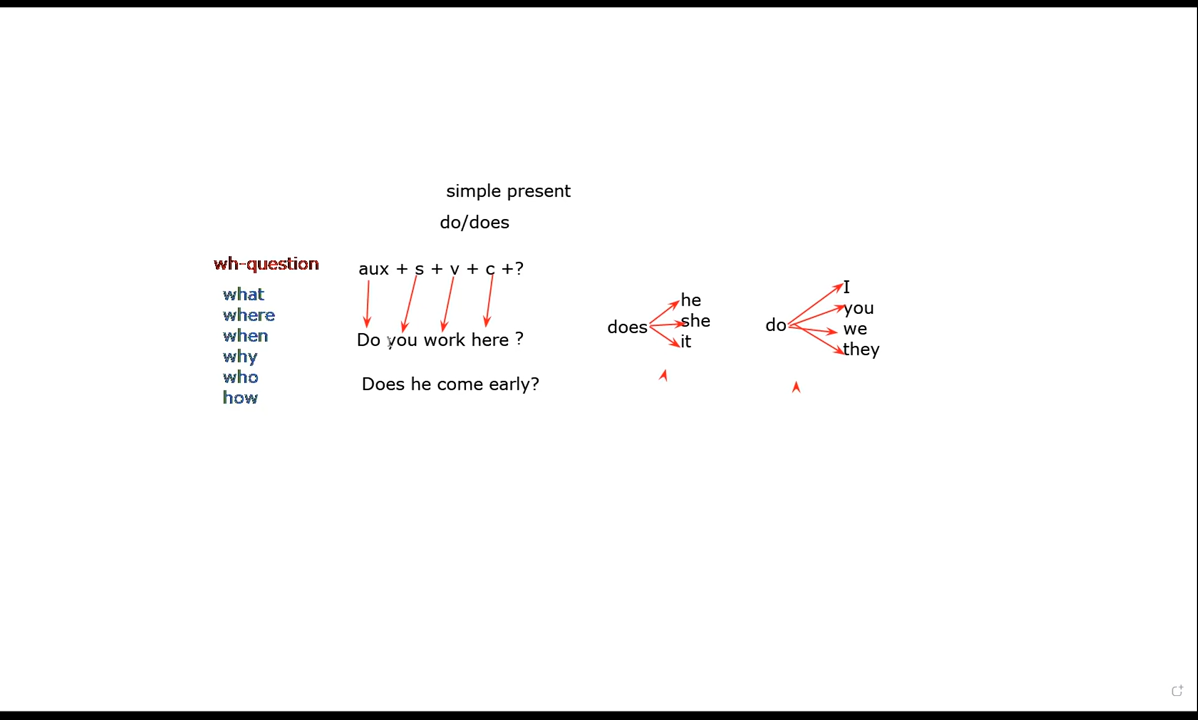 simple present
do/does
wh-question
what
where
when
why
who
how
aux + s + v + c +?
Do you work here ?
Does he come early?
does
he
she
it
do
I
you
we
they